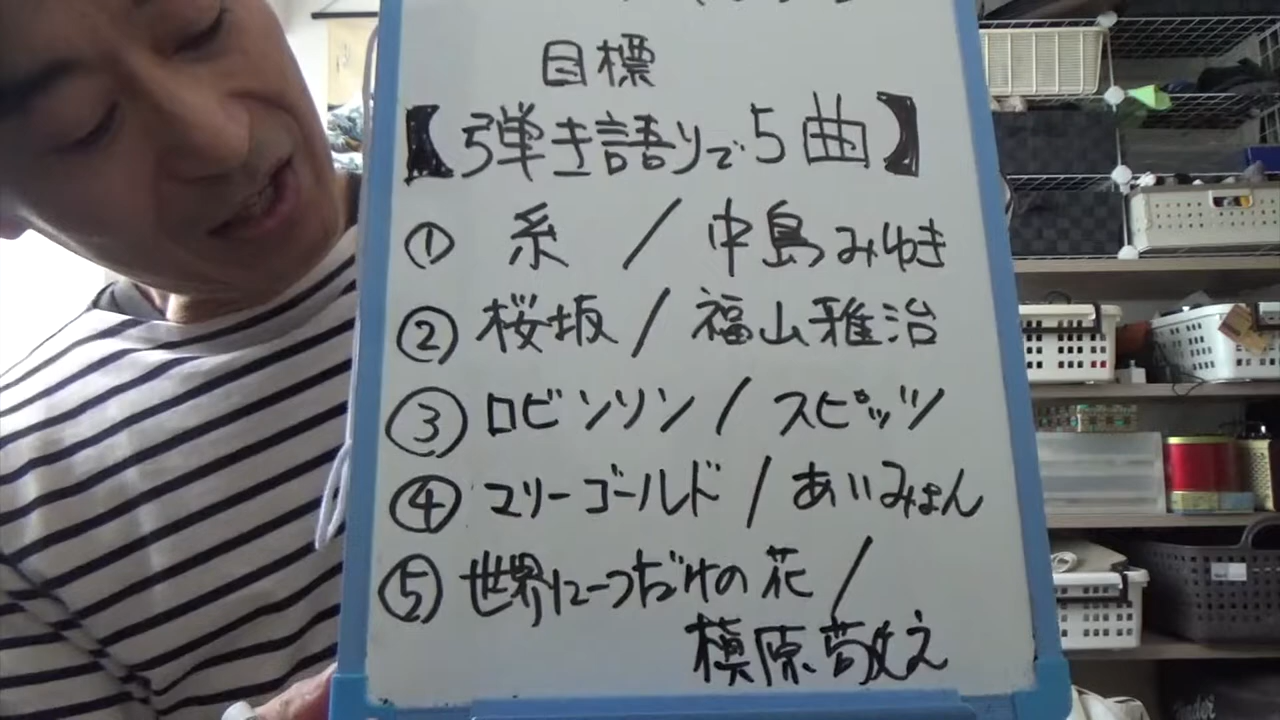 目標
【弾き語りで5曲】
① 糸 / 中島みゆき
② 桜坂 / 福山雅治
③ ロビンソン / スピッツ
④ マリーゴールド / あいみょん
⑤ 世界に一つだけの花 /
槙原敬之